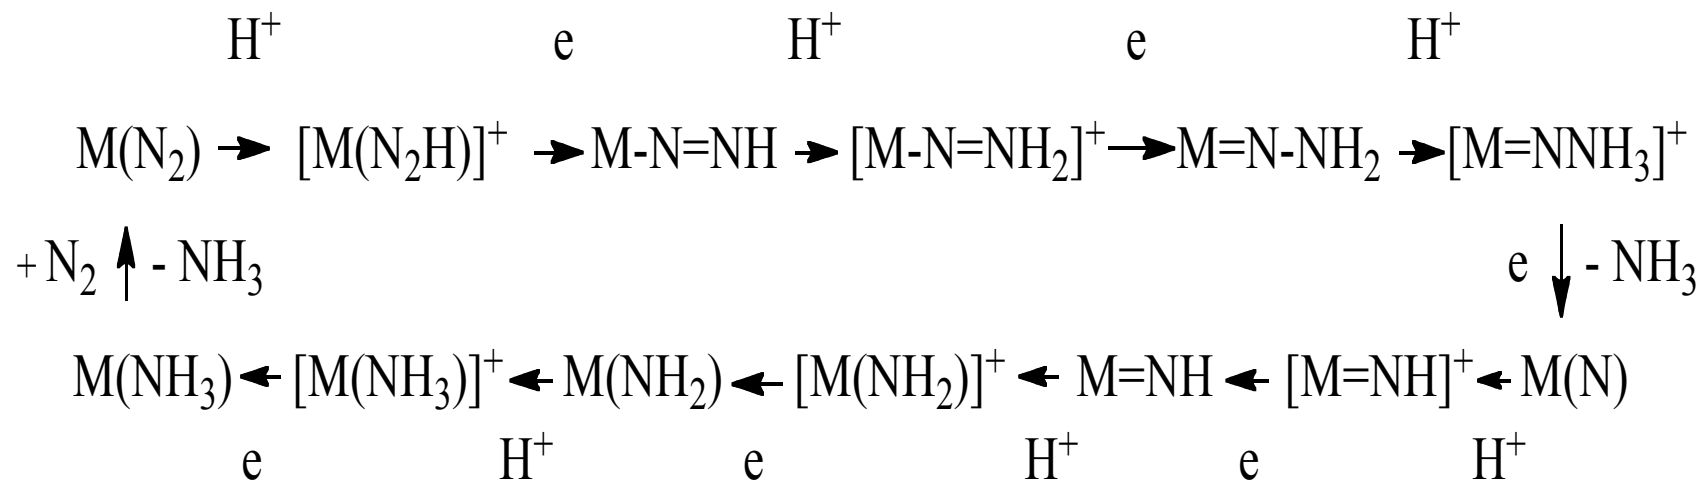 H⁺ e H⁺ e H⁺
M(N₂) → [M(N₂H)]⁺ → M-N=NH → [M-N=NH₂]⁺ → M=N-NH₂ → [M=NNH₃]⁺
+ N₂ ↑ - NH₃ e ↓ - NH₃
M(NH₃) ← [M(NH₃)]⁺ ← M(NH₂) ← [M(NH₂)]⁺ ← M=NH ← [M=NH]⁺ ← M(N)
e H⁺ e H⁺ e H⁺